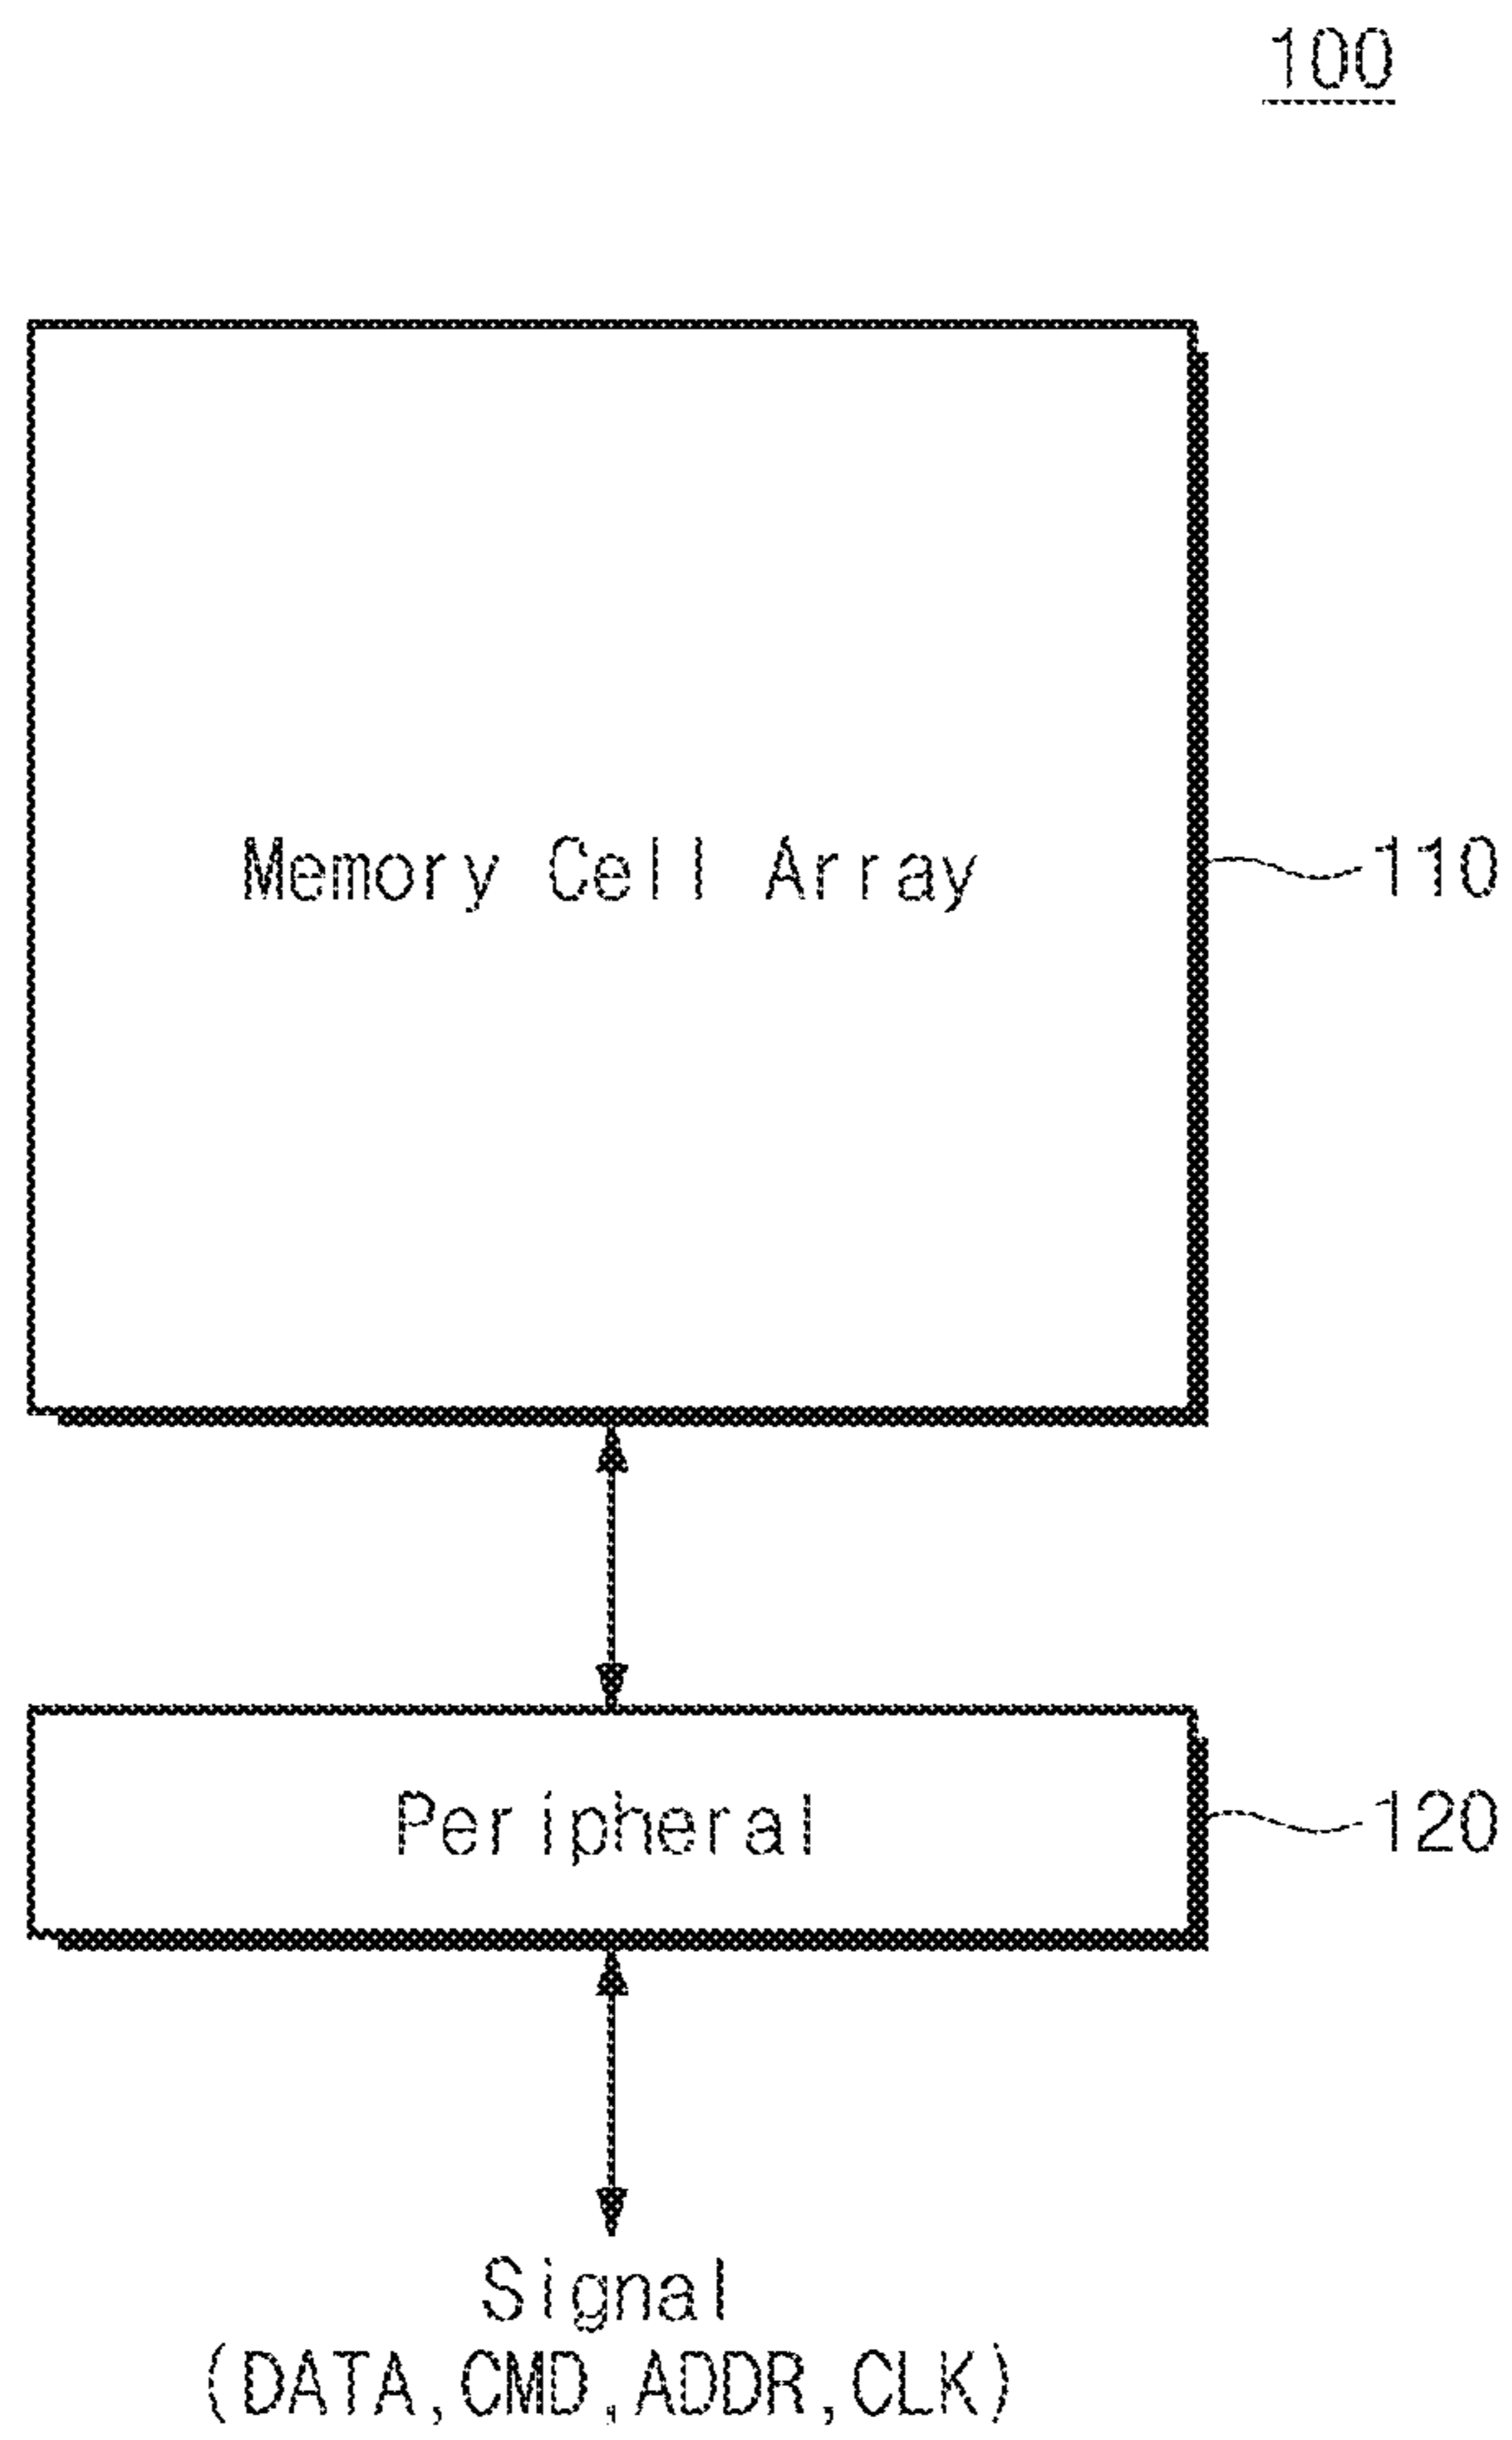 100
Memory Cell Array
110
Peripheral
120
Signal
(DATA,CMD,ADDR,CLK)